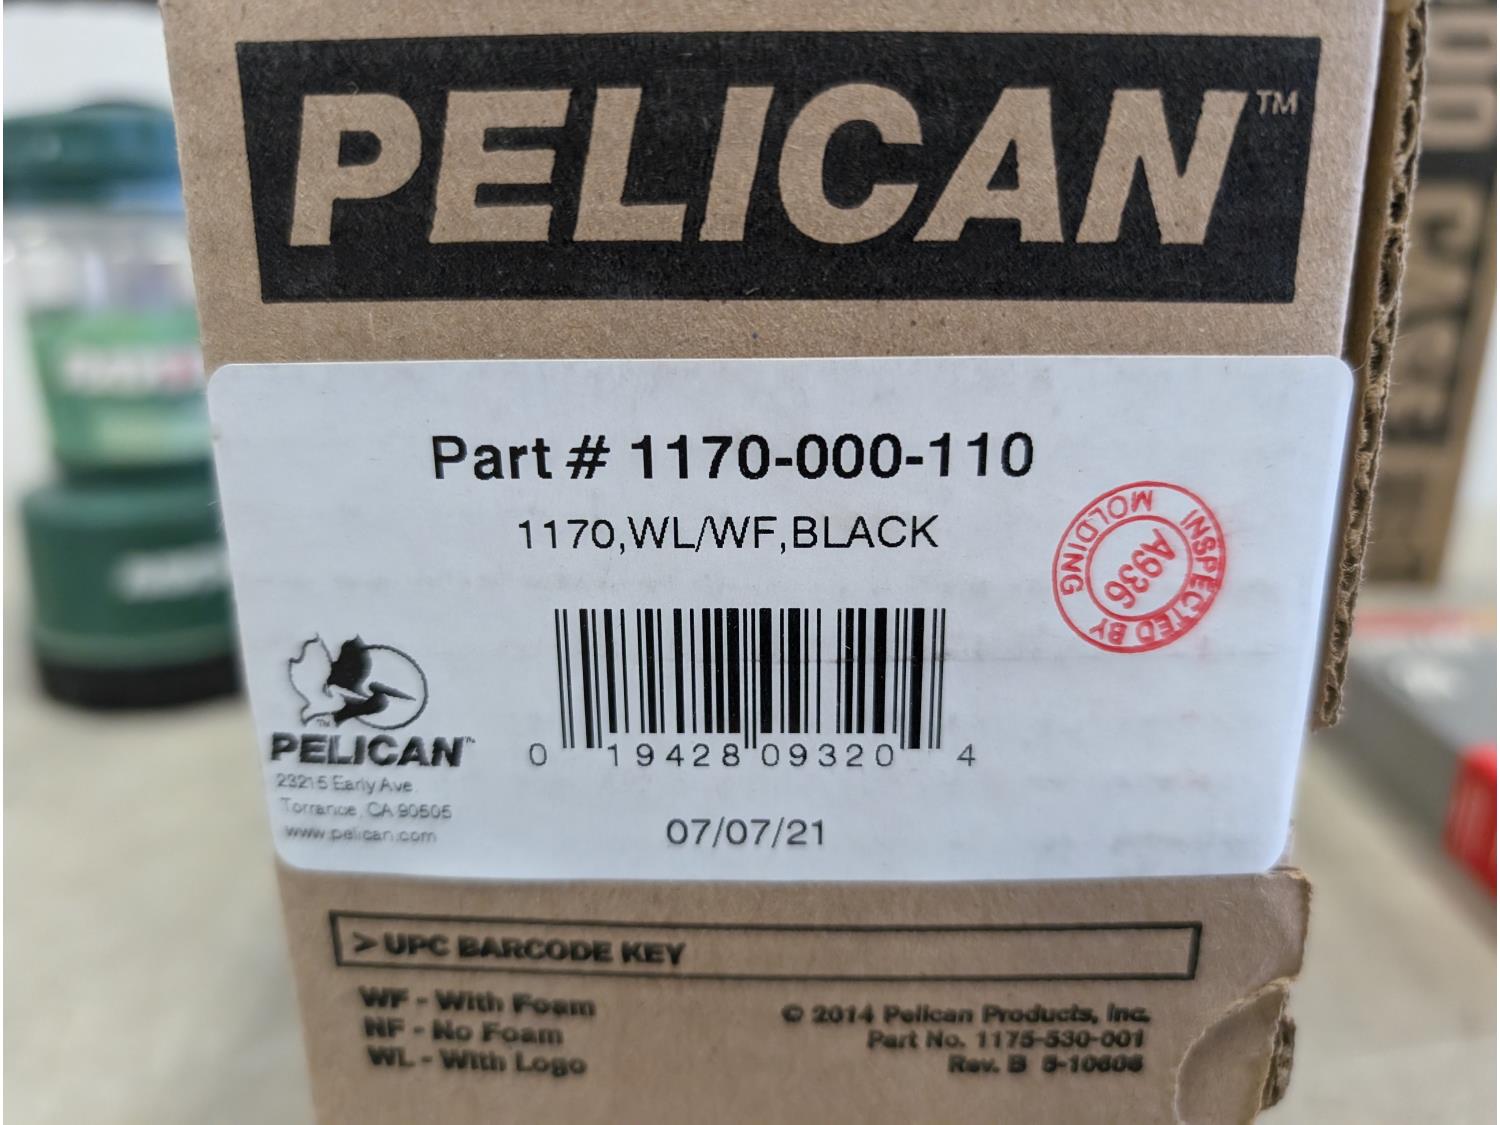 PELICAN™
Part # 1170-000-110
1170,WL/WF,BLACK
MOLDING
INSPECTED BY
A936
PELICAN™
23215 Early Ave.
Torrance, CA 90505
www.pelican.com
0 19428 09320 4
07/07/21
> UPC BARCODE KEY
WF - With Foam
NF - No Foam
WL - With Logo
© 2014 Pelican Products, Inc.
Part No. 1175-530-001
Rev. B 5-10606